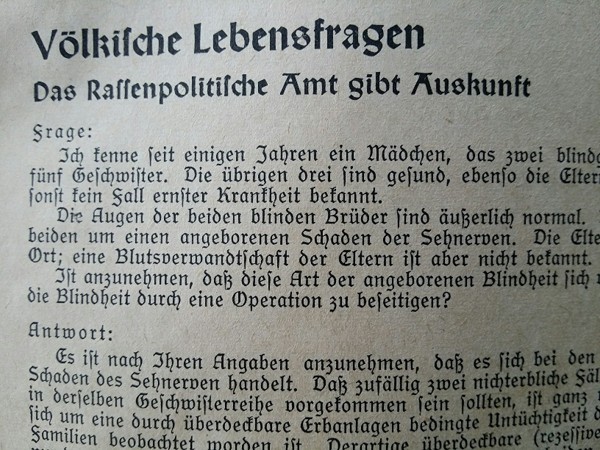 Völkische Lebensfragen
Das Rassenpolitische Amt gibt Auskunft
Frage:
Ich kenne seit einigen Jahren ein Mädchen, das zwei blindg
fünf Geschwister. Die übrigen drei sind gesund, ebenso die Elter
sonst kein Fall ernster Krankheit bekannt.
Die Augen der beiden blinden Brüder sind äußerlich normal.
beiden um einen angeborenen Schaden der Sehnerven. Die Elte
Ort; eine Blutsverwandtschaft der Eltern ist aber nicht bekannt.
Ist anzunehmen, daß diese Art der angeborenen Blindheit sich
die Blindheit durch eine Operation zu beseitigen?
Antwort:
Es ist nach Ihren Angaben anzunehmen, daß es sich bei den
Schaden des Sehnerven handelt. Daß zufällig zwei nichterbliche Fäl
in derselben Geschwisterreihe vorgekommen sein sollten, ist ganz
sich um eine durch überdeckbare Erbanlagen bedingte Untüchtigkeit d
Familien beobachtet worden ist. Derartige überdeckbare (rezessive